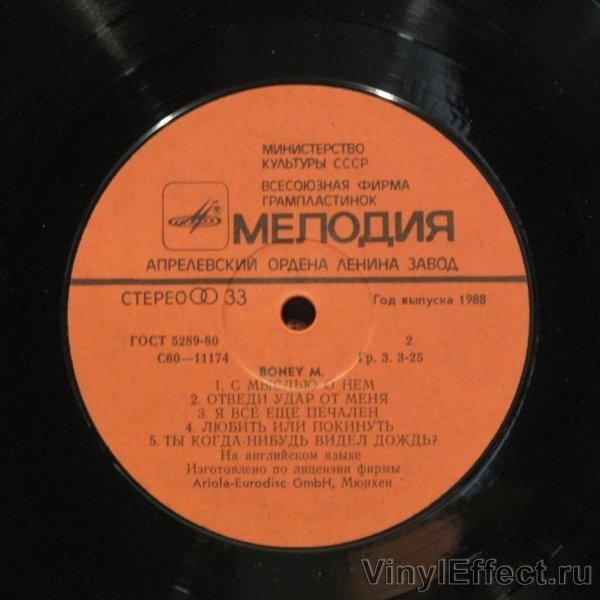 МИНИСТЕРСТВО
КУЛЬТУРЫ СССР
ВСЕСОЮЗНАЯ ФИРМА
ГРАМПЛАСТИНОК
МЕЛОДИЯ
АПРЕЛЕВСКИЙ ОРДЕНА ЛЕНИНА ЗАВОД
СТЕРЕО 33 Год выпуска 1988
ГОСТ 5289-80 2
С60—11174 Гр. 3. 3-25
BONEY M.
1. С МЫСЛЬЮ О НЕМ
2. ОТВЕДИ УДАР ОТ МЕНЯ
3. Я ВСЕ ЕЩЕ ПЕЧАЛЕН
4. ЛЮБИТЬ ИЛИ ПОКИНУТЬ
5. ТЫ КОГДА-НИБУДЬ ВИДЕЛ ДОЖДЬ?
На английском языке
Изготовлено по лицензии фирмы
Ariola-Eurodisc GmbH, Мюнхен
VinylEffect.ru